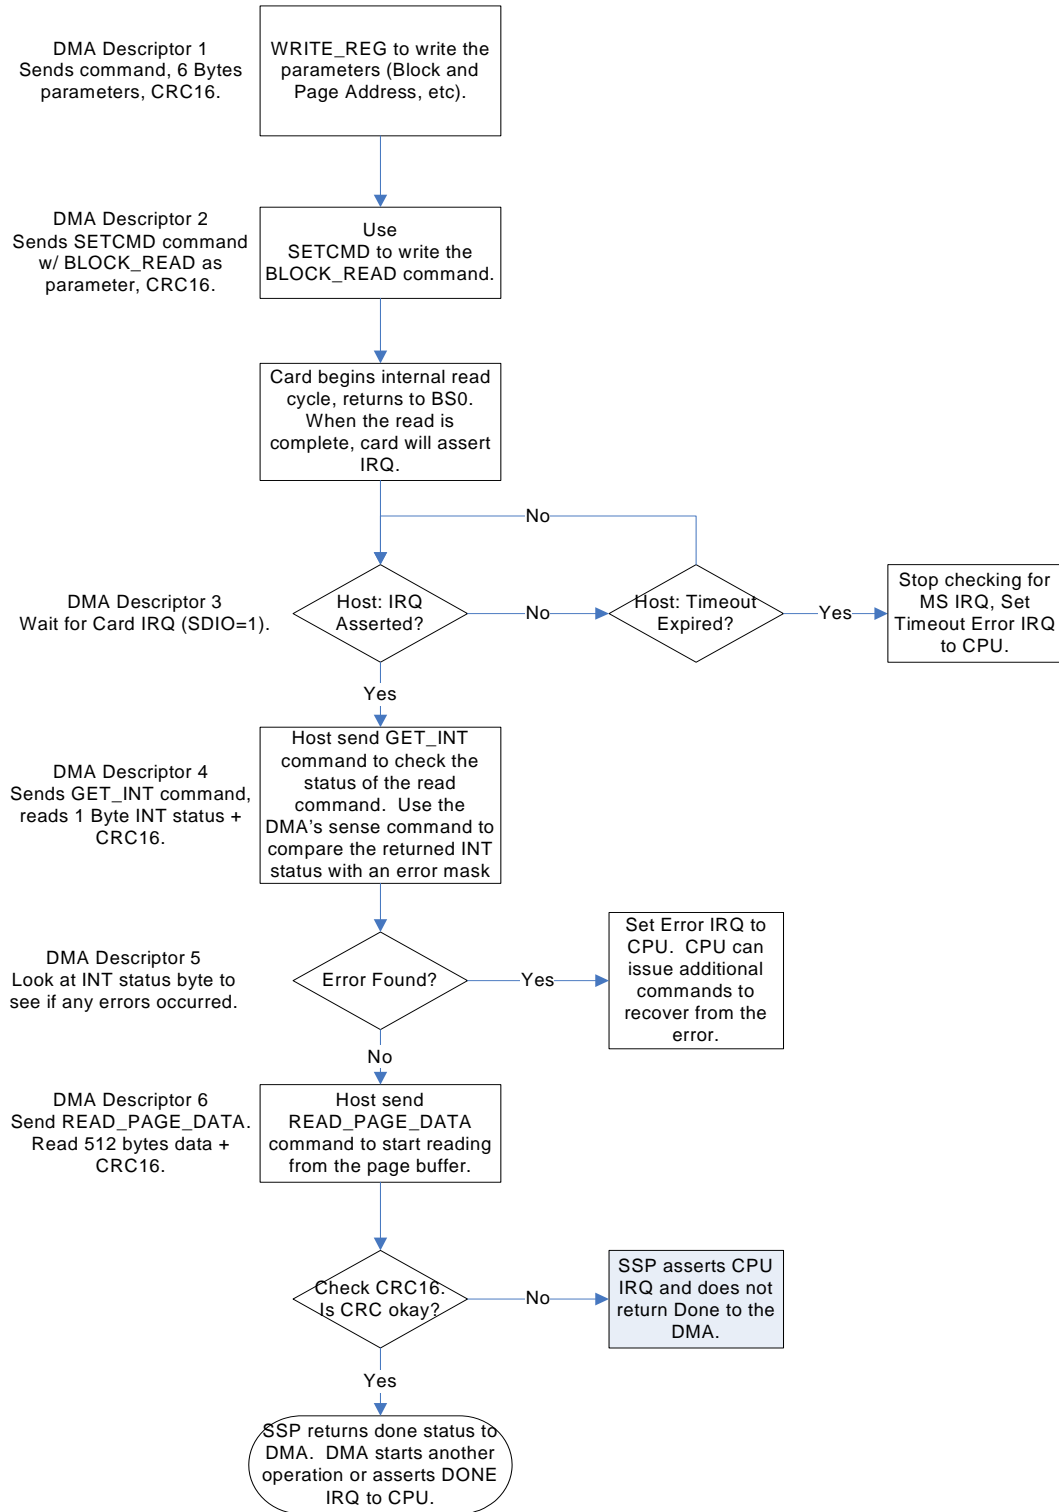 DMA Descriptor 1
Sends command, 6 Bytes
parameters, CRC16.
WRITE_REG to write the
parameters (Block and
Page Address, etc).
DMA Descriptor 2
Sends SETCMD command
w/ BLOCK_READ as
parameter, CRC16.
Use
SETCMD to write the
BLOCK_READ command.
Card begins internal read
cycle, returns to BS0.
When the read is
complete, card will assert
IRQ.
No
DMA Descriptor 3
Wait for Card IRQ (SDIO=1).
Host: IRQ
Asserted?
No
Host: Timeout
Expired?
Yes
Stop checking for
MS IRQ, Set
Timeout Error IRQ
to CPU.
Yes
DMA Descriptor 4
Sends GET_INT command,
reads 1 Byte INT status +
CRC16.
Host send GET_INT
command to check the
status of the read
command. Use the
DMA's sense command to
compare the returned INT
status with an error mask
DMA Descriptor 5
Look at INT status byte to
see if any errors occurred.
Error Found?
Yes
Set Error IRQ to
CPU. CPU can
issue additional
commands to
recover from the
error.
No
DMA Descriptor 6
Send READ_PAGE_DATA.
Read 512 bytes data +
CRC16.
Host send
READ_PAGE_DATA
command to start reading
from the page buffer.
Check CRC16.
Is CRC okay?
No
SSP asserts CPU
IRQ and does not
return Done to the
DMA.
Yes
SSP returns done status to
DMA. DMA starts another
operation or asserts DONE
IRQ to CPU.